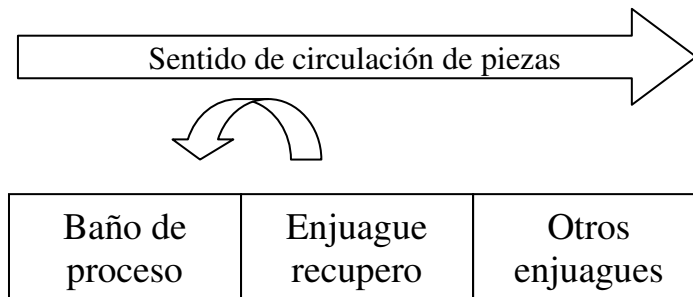 Sentido de circulación de piezas
Baño de
proceso
Enjuague
recupero
Otros
enjuagues